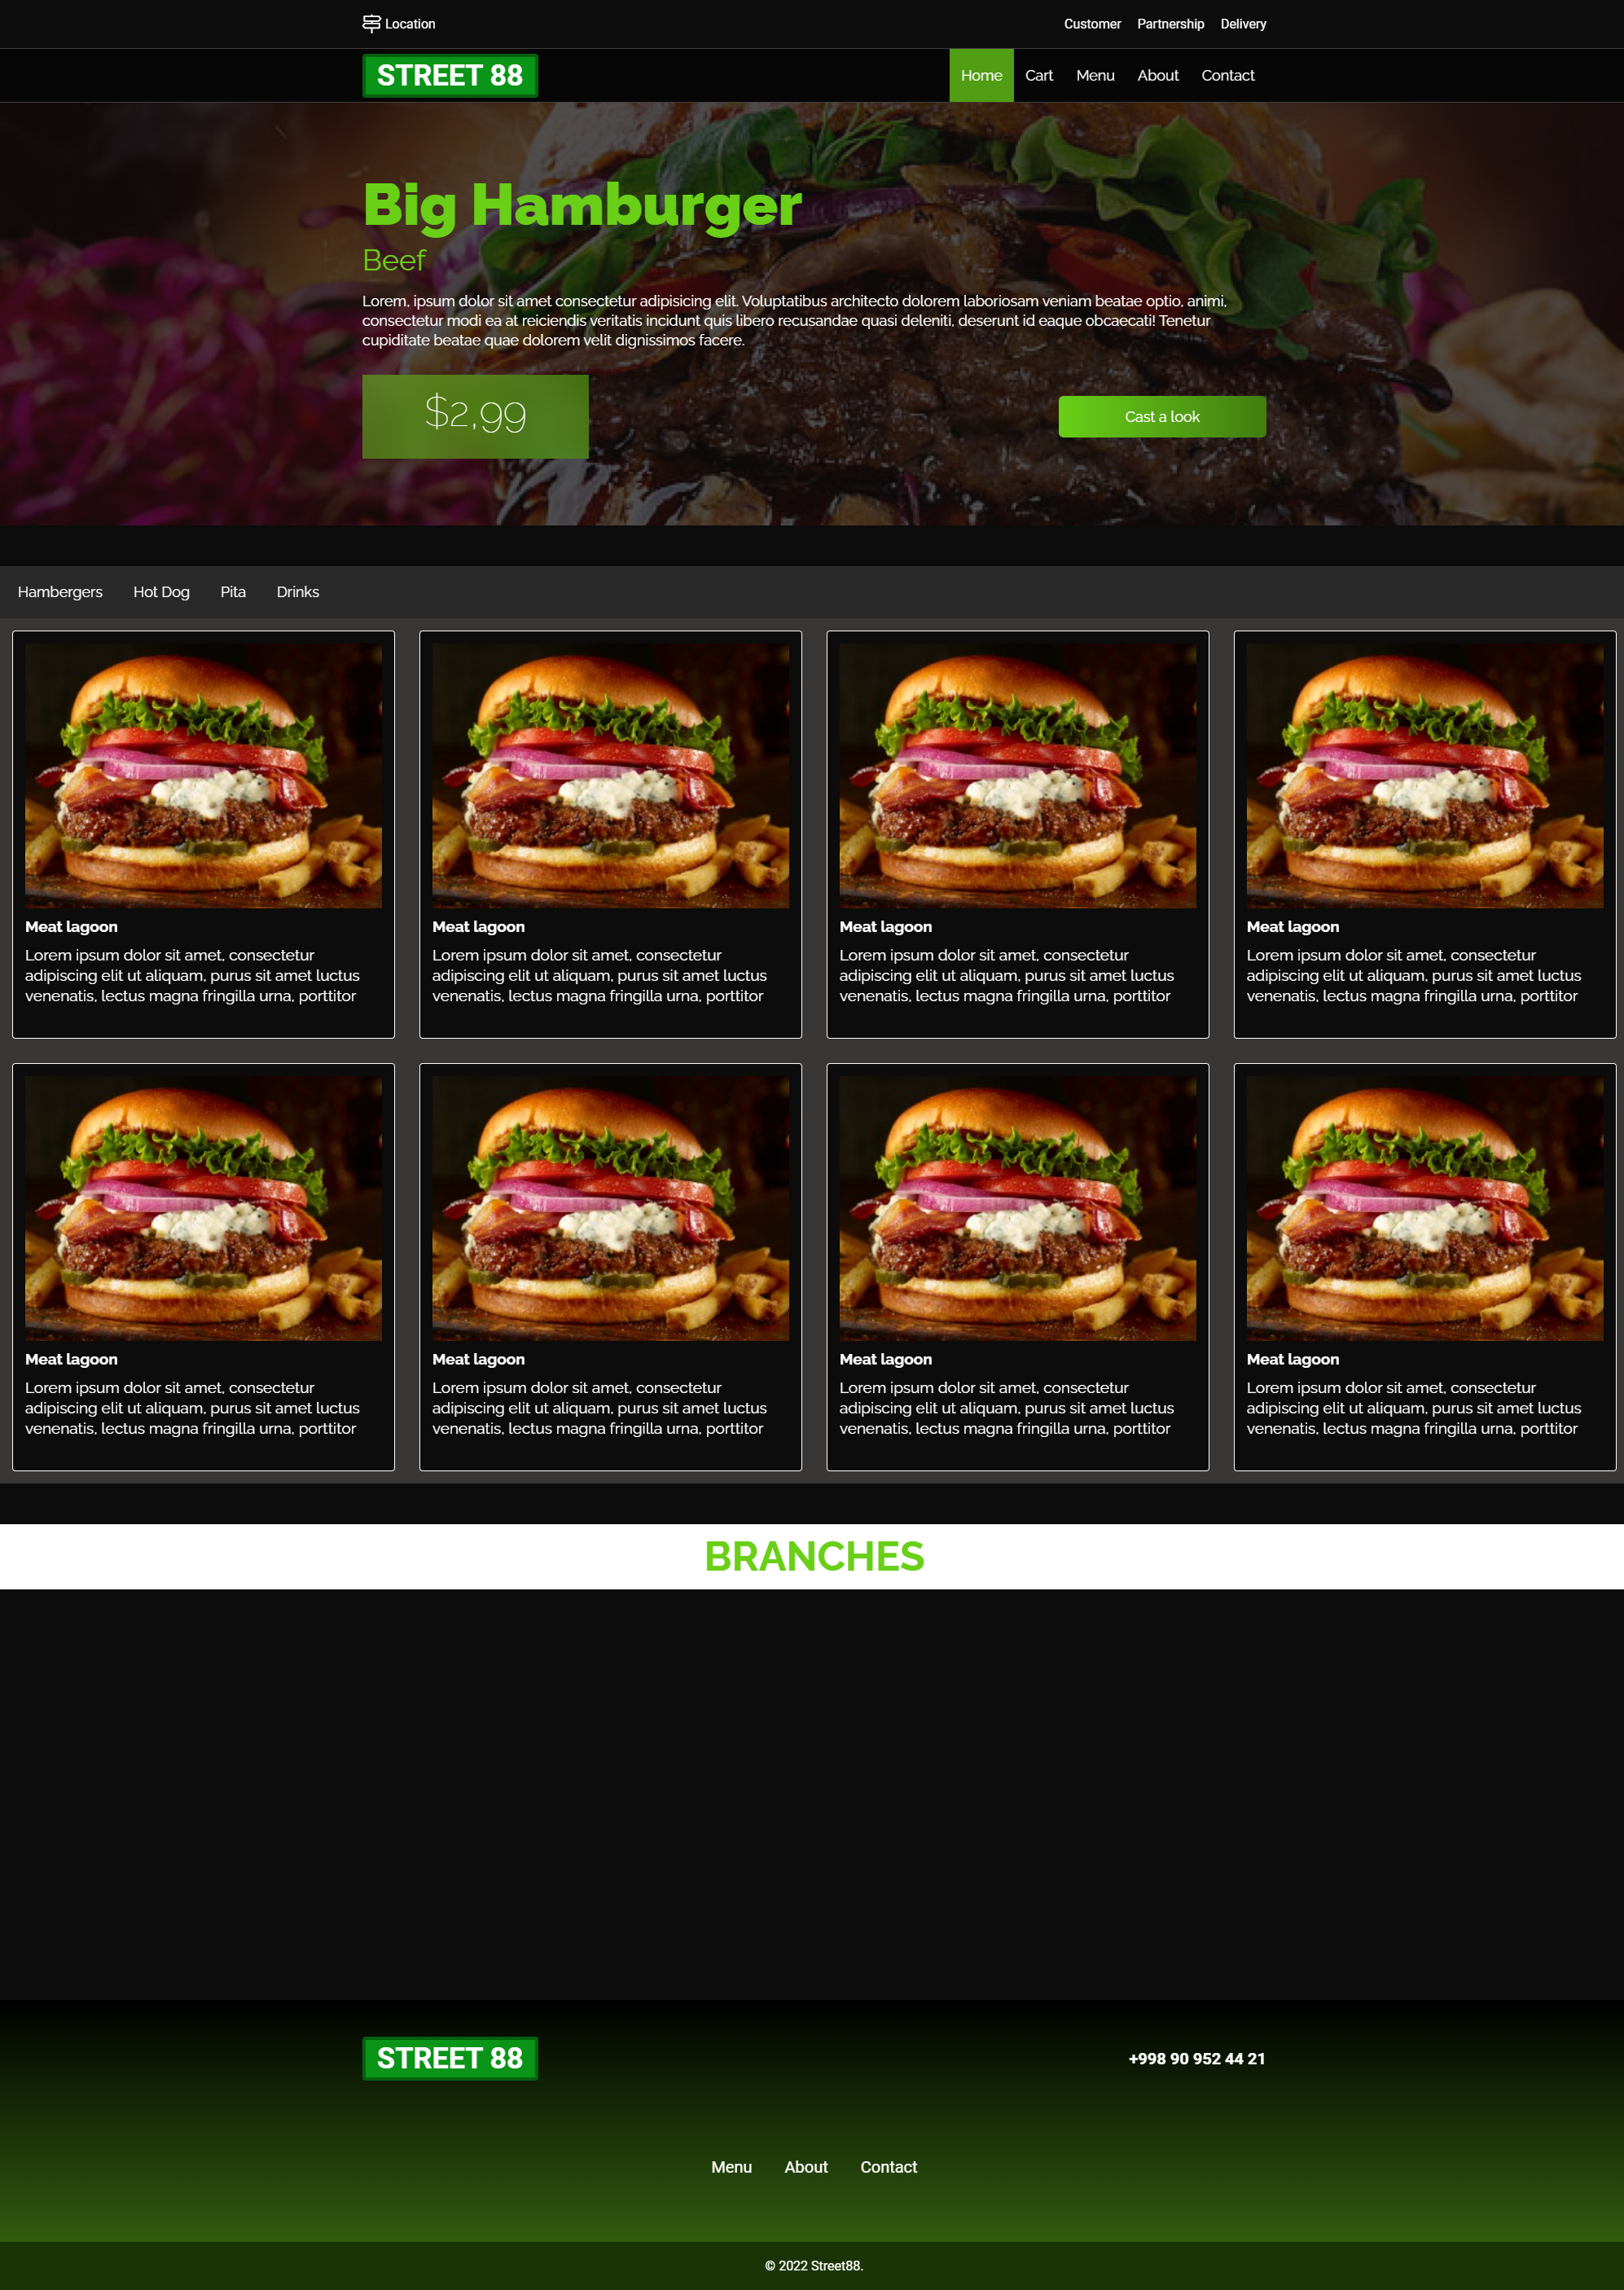 Location
Customer Partnership Delivery
STREET 88
Home Cart Menu About Contact
Big Hamburger
Beef
Lorem, ipsum dolor sit amet consectetur adipisicing elit. Voluptatibus architecto dolorem laboriosam veniam beatae optio, animi,
consectetur modi ea at reiciendis veritatis incidunt quis libero recusandae quasi deleniti, deserunt id eaque obcaecati! Tenetur
cupiditate beatae quae dolorem velit dignissimos facere.
$2,99
Cast a look
Hambergers Hot Dog Pita Drinks
Meat lagoon
Lorem ipsum dolor sit amet, consectetur
adipiscing elit ut aliquam, purus sit amet luctus
venenatis, lectus magna fringilla urna, porttitor
Meat lagoon
Lorem ipsum dolor sit amet, consectetur
adipiscing elit ut aliquam, purus sit amet luctus
venenatis, lectus magna fringilla urna, porttitor
Meat lagoon
Lorem ipsum dolor sit amet, consectetur
adipiscing elit ut aliquam, purus sit amet luctus
venenatis, lectus magna fringilla urna, porttitor
Meat lagoon
Lorem ipsum dolor sit amet, consectetur
adipiscing elit ut aliquam, purus sit amet luctus
venenatis, lectus magna fringilla urna, porttitor
Meat lagoon
Lorem ipsum dolor sit amet, consectetur
adipiscing elit ut aliquam, purus sit amet luctus
venenatis, lectus magna fringilla urna, porttitor
Meat lagoon
Lorem ipsum dolor sit amet, consectetur
adipiscing elit ut aliquam, purus sit amet luctus
venenatis, lectus magna fringilla urna, porttitor
Meat lagoon
Lorem ipsum dolor sit amet, consectetur
adipiscing elit ut aliquam, purus sit amet luctus
venenatis, lectus magna fringilla urna, porttitor
Meat lagoon
Lorem ipsum dolor sit amet, consectetur
adipiscing elit ut aliquam, purus sit amet luctus
venenatis, lectus magna fringilla urna, porttitor
BRANCHES
STREET 88
+998 90 952 44 21
Menu About Contact
© 2022 Street88.